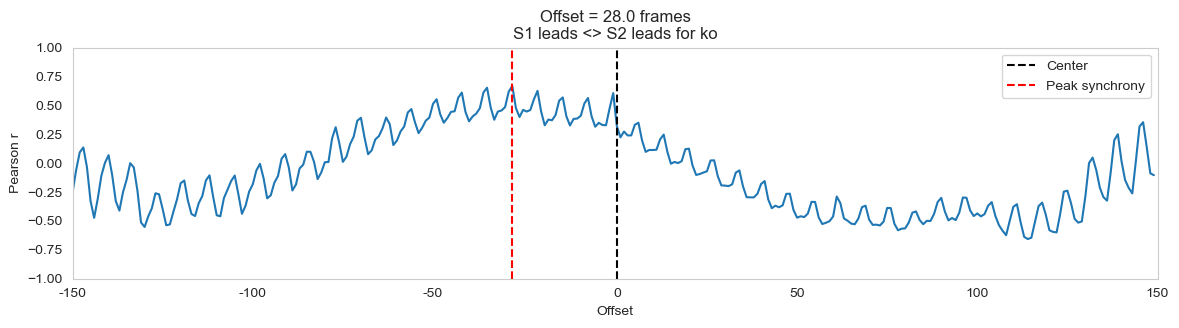 Offset = 28.0 frames
S1 leads <> S2 leads for ko
Center
Peak synchrony
1.00
0.75
0.50
0.25
0.00
−0.25
−0.50
−0.75
−1.00
Pearson r
-150
-100
-50
0
50
100
150
Offset